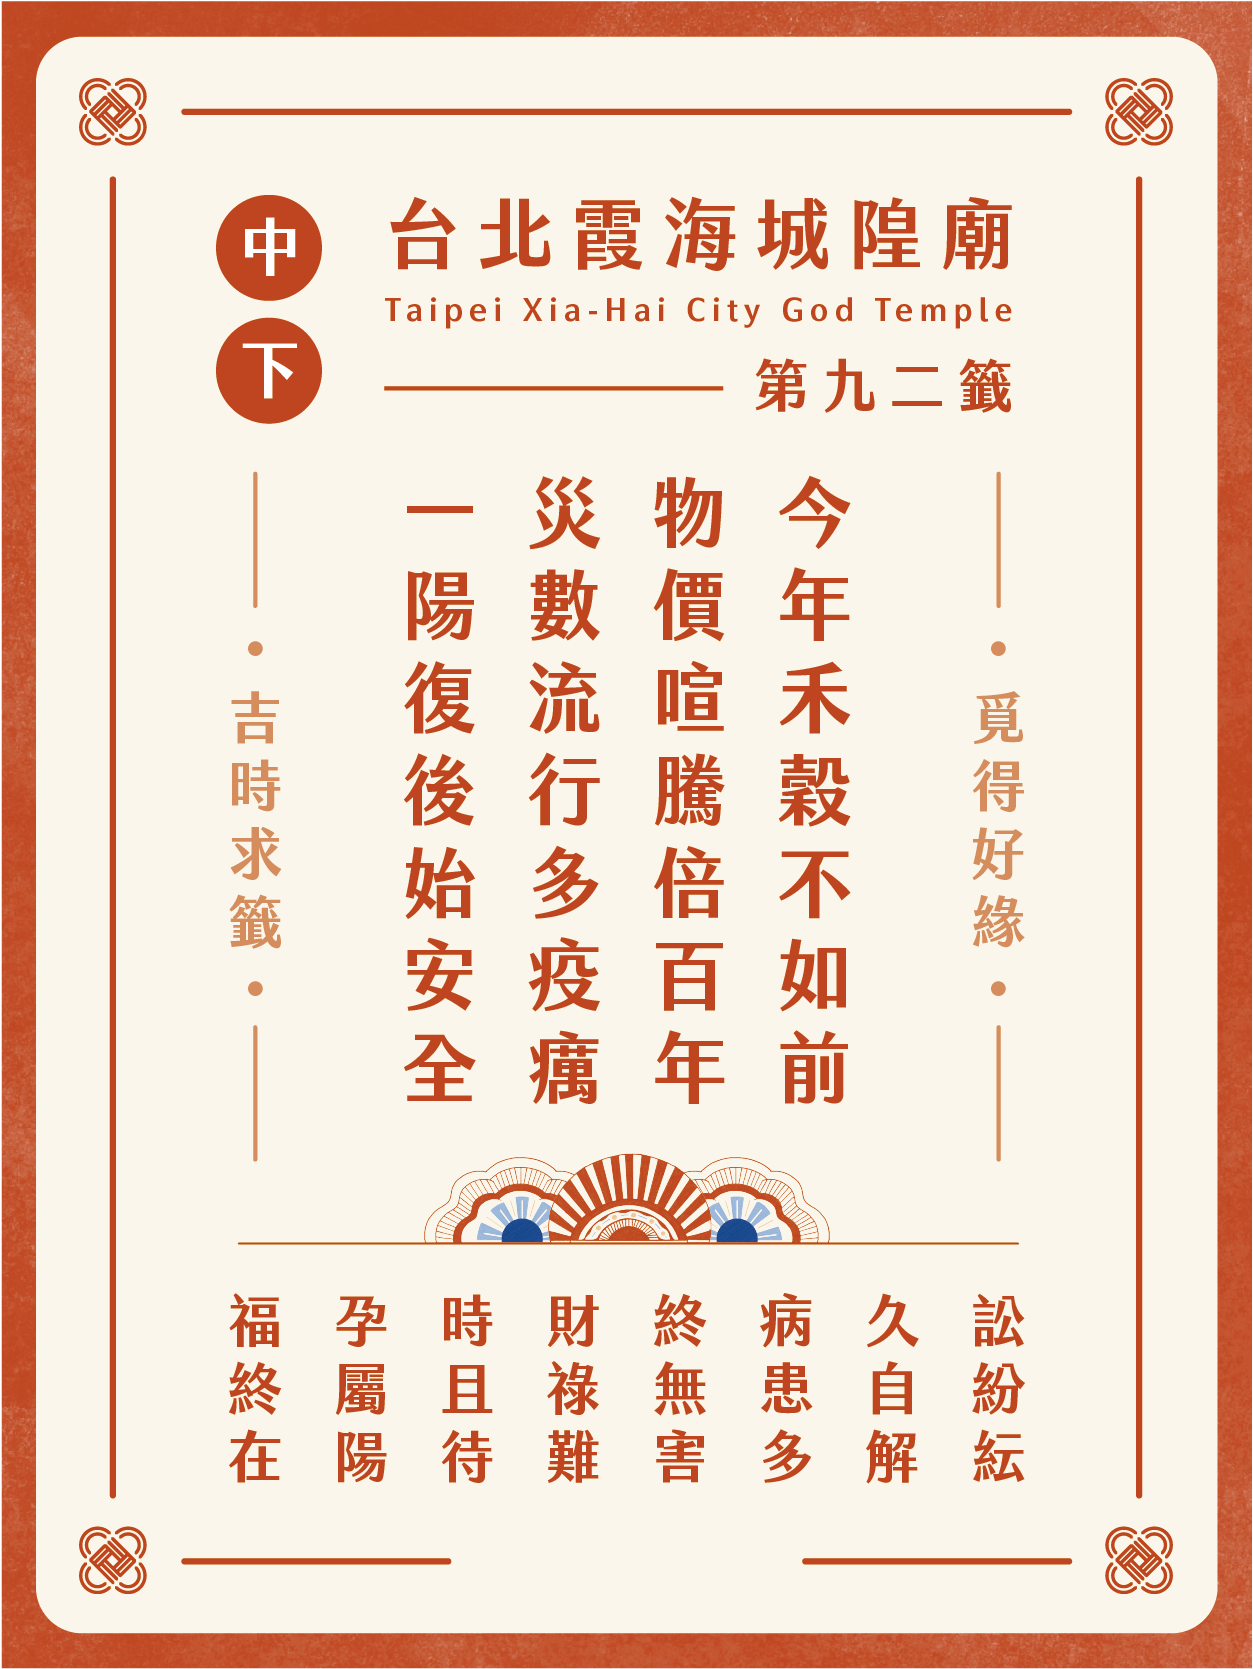 台北霞海城隍廟
Taipei Xia-Hai City God Temple
第九二籤
中下
覓得好緣
今年禾穀不如前
物價喧騰倍百年
災數流行多疫癘
一陽復後始安全
吉時求籤
訟紛紜
久自解
病患多
終無害
財祿難
時且待
孕屬陽
福終在